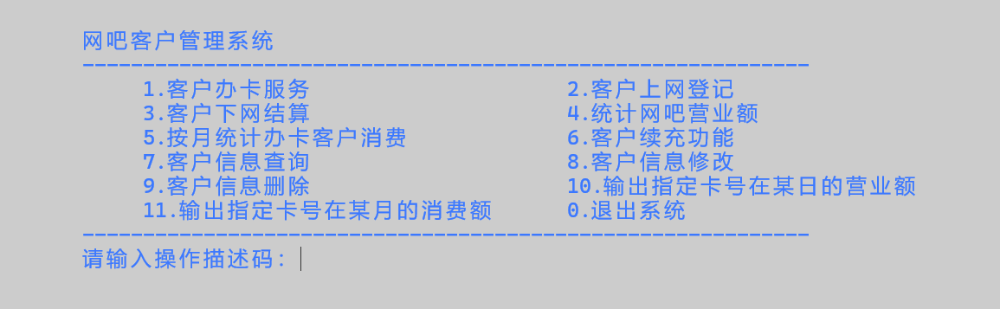 网吧客户管理系统
------------------------------------------------------------
1.客户办卡服务 2.客户上网登记
3.客户下网结算 4.统计网吧营业额
5.按月统计办卡客户消费 6.客户续充功能
7.客户信息查询 8.客户信息修改
9.客户信息删除 10.输出指定卡号在某日的营业额
11.输出指定卡号在某月的消费额 0.退出系统
------------------------------------------------------------
请输入操作描述码：